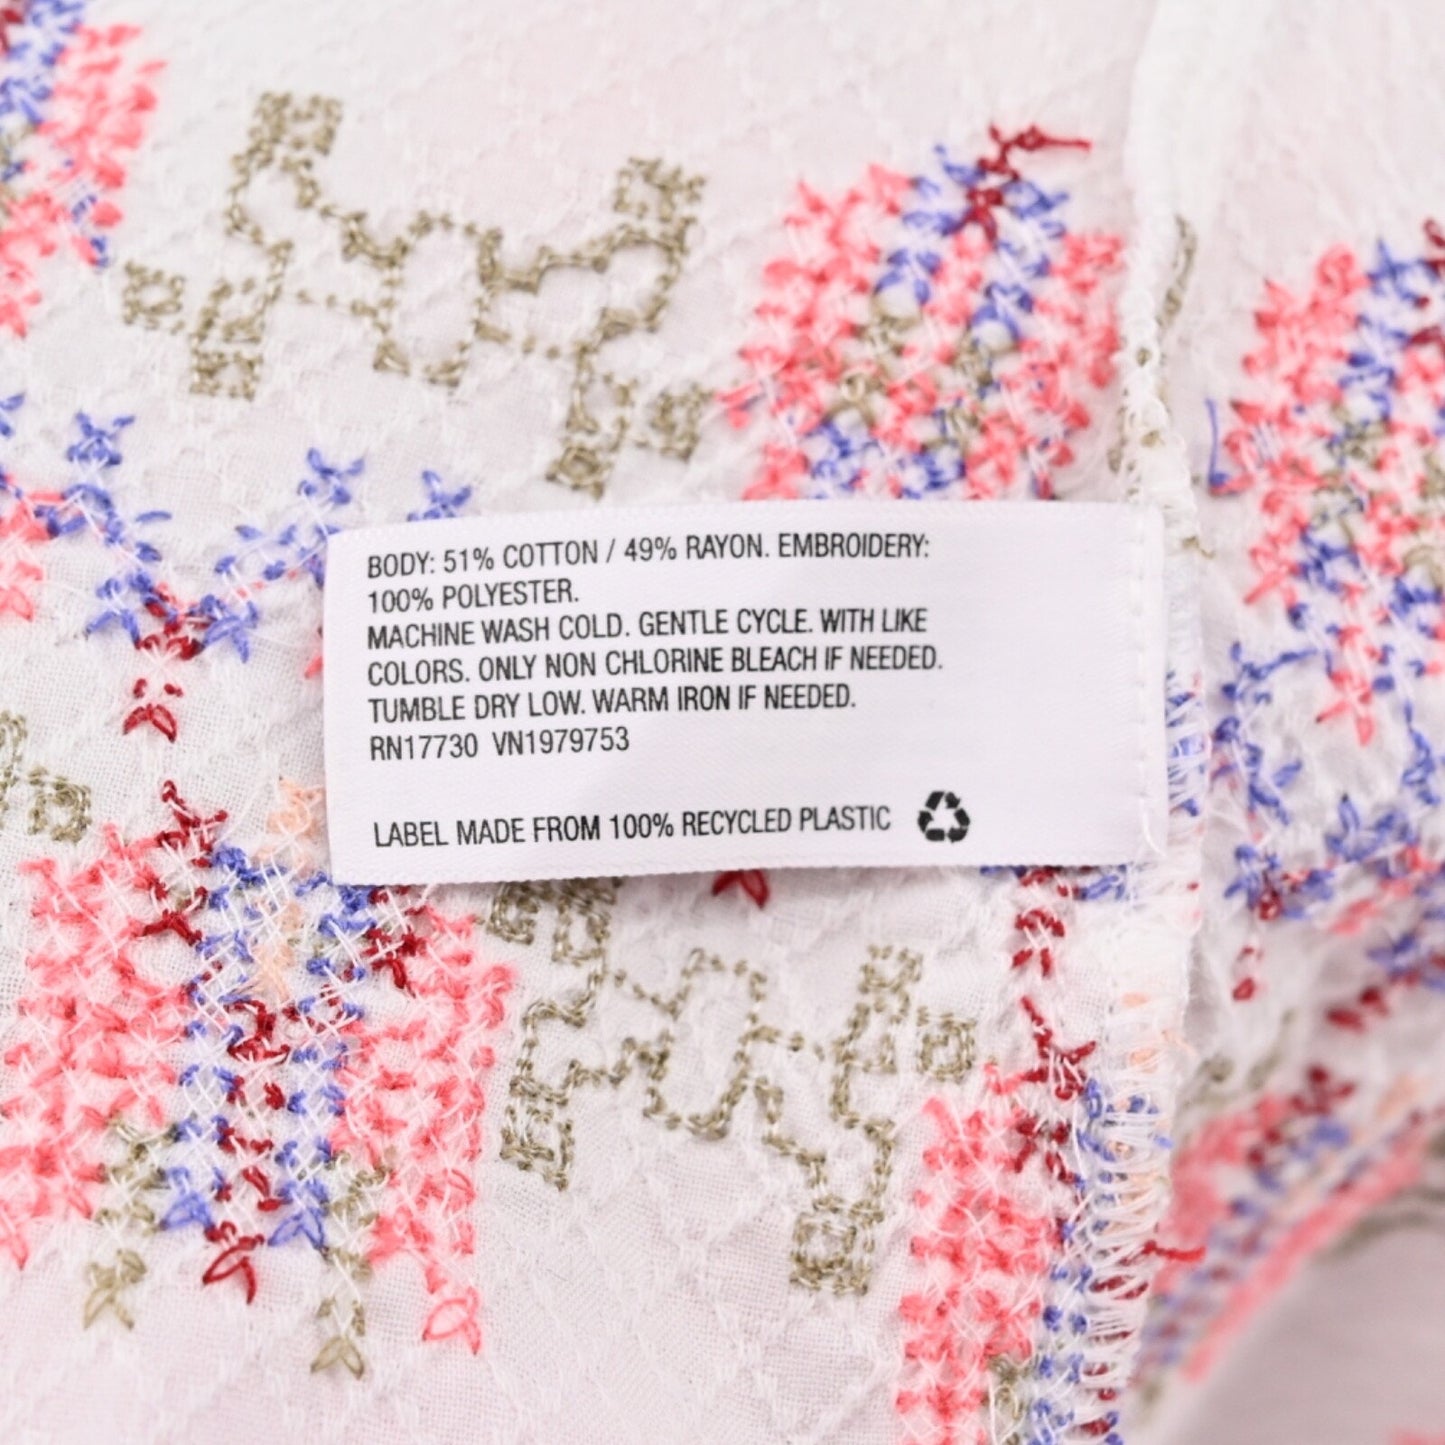 BODY: 51% COTTON / 49% RAYON. EMBROIDERY:
100% POLYESTER.
MACHINE WASH COLD. GENTLE CYCLE. WITH LIKE
COLORS. ONLY NON CHLORINE BLEACH IF NEEDED.
TUMBLE DRY LOW. WARM IRON IF NEEDED.
RN17730 VN1979753
LABEL MADE FROM 100% RECYCLED PLASTIC